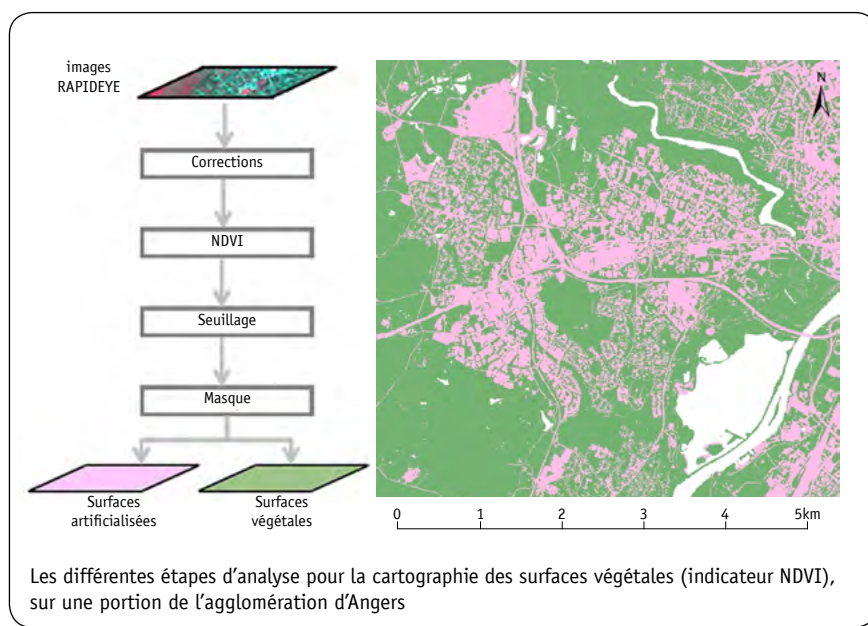 images
RAPIDEYE
Corrections
NDVI
Seuillage
Masque
Surfaces
artificialisées
Surfaces
végétales
N
0 1 2 3 4 5km
Les différentes étapes d'analyse pour la cartographie des surfaces végétales (indicateur NDVI),
sur une portion de l'agglomération d'Angers